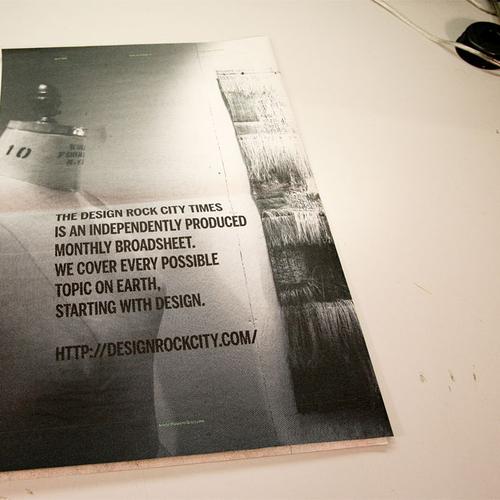 10
THE DESIGN ROCK CITY TIMES
IS AN INDEPENDENTLY PRODUCED
MONTHLY BROADSHEET.
WE COVER EVERY POSSIBLE
TOPIC ON EARTH,
STARTING WITH DESIGN.
HTTP://DESIGNROCKCITY.COM/